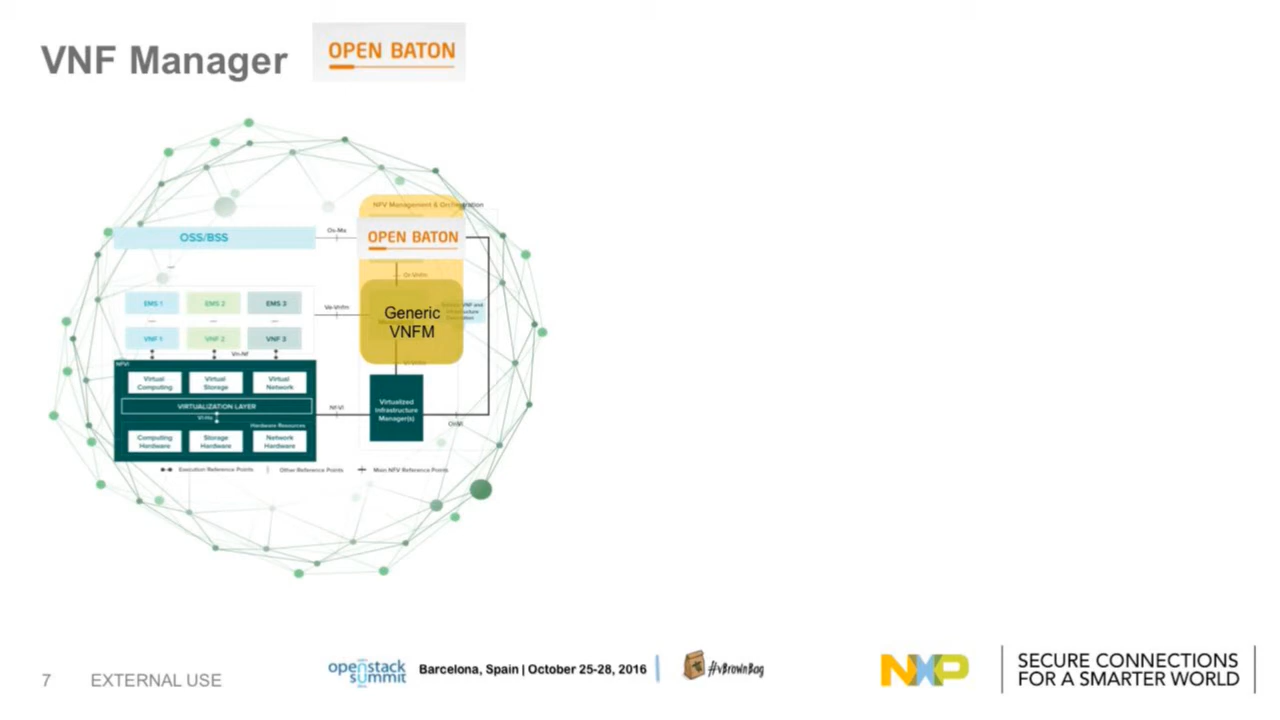 VNF Manager
OPEN BATON
NFV Management & Orchestration
OSS/BSS
Os-Ma
OPEN BATON
Or-Vnfm
EMS 1
EMS 2
EMS 3
Ve-Vnfm
Generic
VNFM
VNF 1
VNF 2
VNF 3
Vn-Nf
NFVI
Virtual
Computing
Virtual
Storage
Virtual
Network
VIRTUALIZATION LAYER
Vl-Ha
Hardware Resources
Computing
Hardware
Storage
Hardware
Network
Hardware
Nf-Vi
Virtualized
Infrastructure
Manager(s)
Or-Vi
Execution Reference Points
Other Reference Points
Main NFV Reference Points
7
EXTERNAL USE
openstack
summit
Barcelona, Spain | October 25-28, 2016
#vBrownBag
NXP
SECURE CONNECTIONS
FOR A SMARTER WORLD